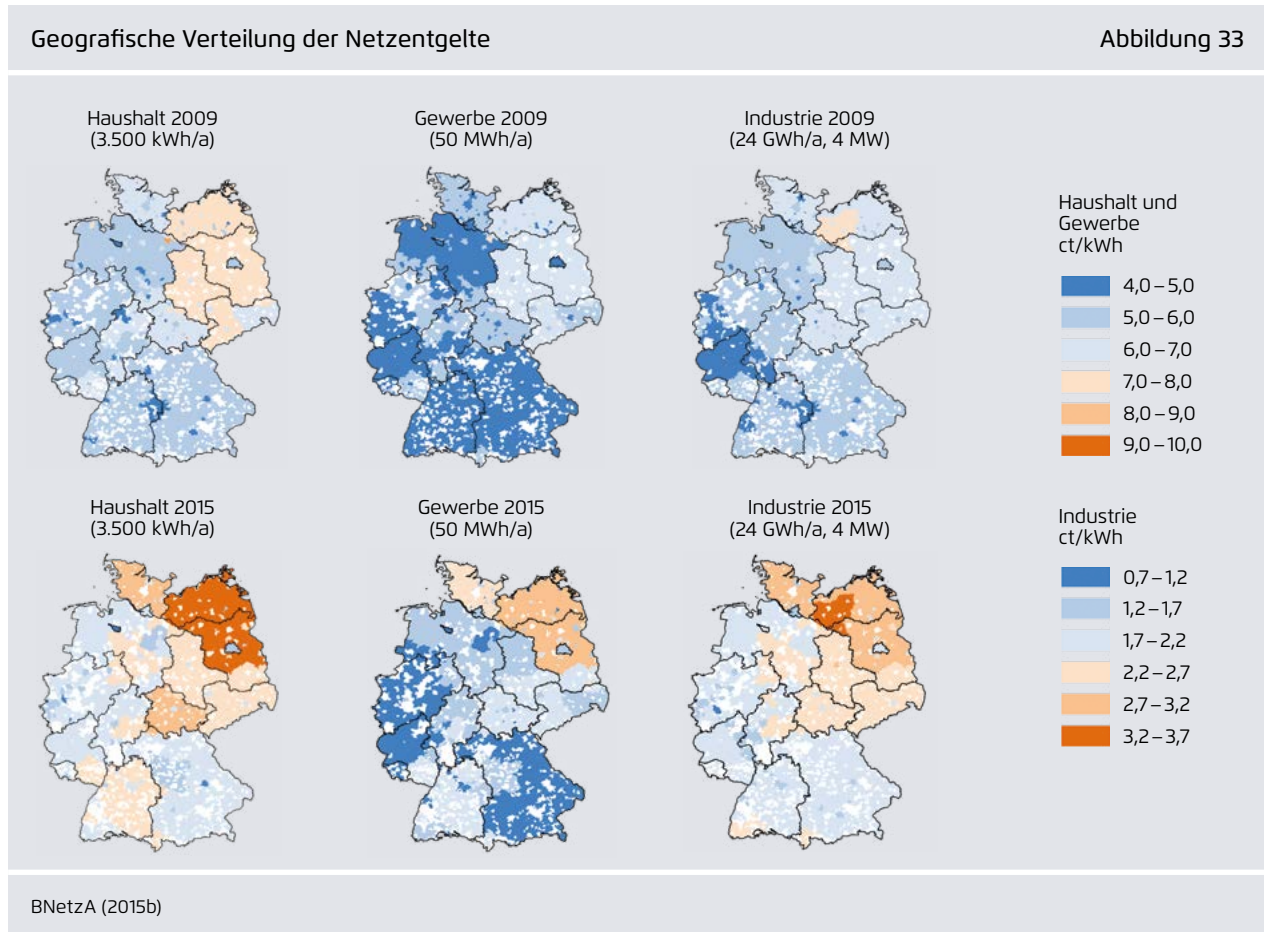 Geografische Verteilung der Netzentgelte
Abbildung 33
Haushalt 2009
(3.500 kWh/a)
Gewerbe 2009
(50 MWh/a)
Industrie 2009
(24 GWh/a, 4 MW)
Haushalt und
Gewerbe
ct/kWh
4,0–5,0
5,0–6,0
6,0–7,0
7,0–8,0
8,0–9,0
9,0–10,0
Haushalt 2015
(3.500 kWh/a)
Gewerbe 2015
(50 MWh/a)
Industrie 2015
(24 GWh/a, 4 MW)
Industrie
ct/kWh
0,7–1,2
1,2–1,7
1,7–2,2
2,2–2,7
2,7–3,2
3,2–3,7
BNetzA (2015b)